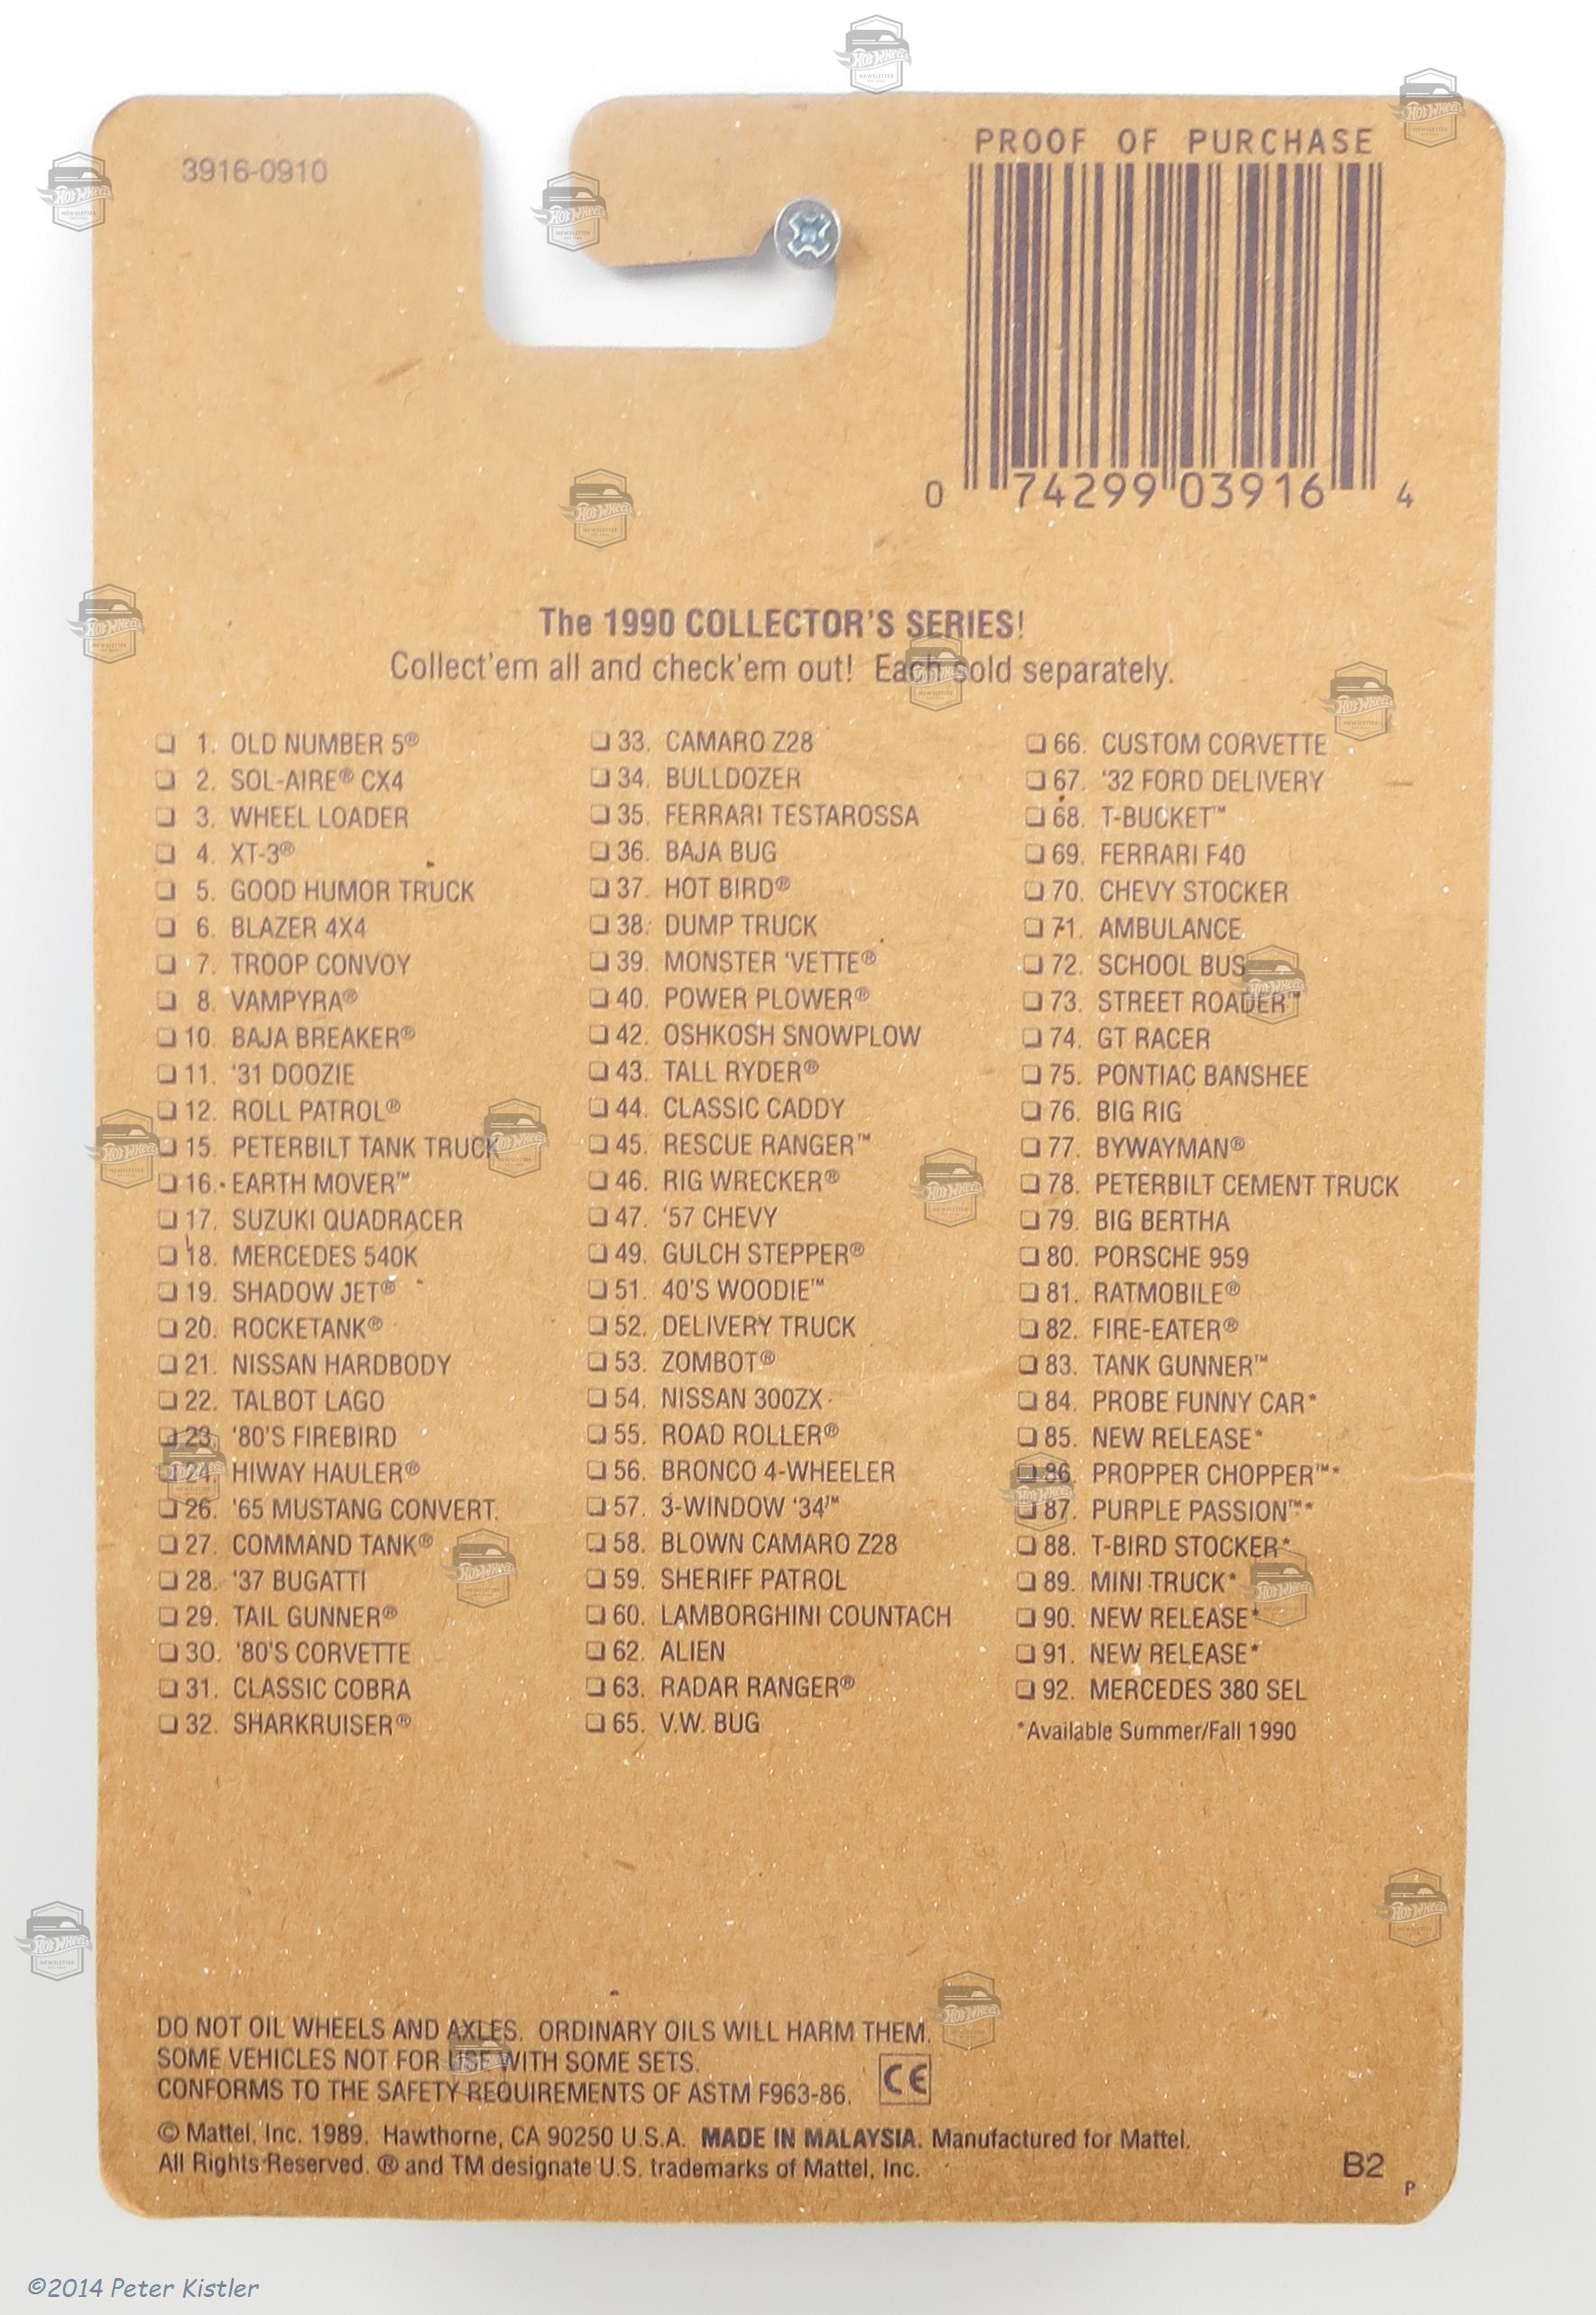 3916-0910
PROOF OF PURCHASE
0 74299 03916 4
The 1990 COLLECTOR'S SERIES!
Collect'em all and check'em out! Each sold separately.
❏ 1. OLD NUMBER 5®
❏ 2. SOL-AIRE® CX4
❏ 3. WHEEL LOADER
❏ 4. XT-3®
❏ 5. GOOD HUMOR TRUCK
❏ 6. BLAZER 4X4
❏ 7. TROOP CONVOY
❏ 8. VAMPYRA®
❏ 10. BAJA BREAKER®
❏ 11. '31 DOOZIE
❏ 12. ROLL PATROL®
❏ 15. PETERBILT TANK TRUCK
❏ 16. EARTH MOVER™
❏ 17. SUZUKI QUADRACER
❏ 18. MERCEDES 540K
❏ 19. SHADOW JET®
❏ 20. ROCKETANK®
❏ 21. NISSAN HARDBODY
❏ 22. TALBOT LAGO
❏ 23. '80'S FIREBIRD
❏ 24. HIWAY HAULER®
❏ 26. '65 MUSTANG CONVERT.
❏ 27. COMMAND TANK®
❏ 28. '37 BUGATTI
❏ 29. TAIL GUNNER®
❏ 30. '80'S CORVETTE
❏ 31. CLASSIC COBRA
❏ 32. SHARKRUISER®
❏ 33. CAMARO Z28
❏ 34. BULLDOZER
❏ 35. FERRARI TESTAROSSA
❏ 36. BAJA BUG
❏ 37. HOT BIRD®
❏ 38. DUMP TRUCK
❏ 39. MONSTER 'VETTE®
❏ 40. POWER PLOWER®
❏ 42. OSHKOSH SNOWPLOW
❏ 43. TALL RYDER®
❏ 44. CLASSIC CADDY
❏ 45. RESCUE RANGER™
❏ 46. RIG WRECKER®
❏ 47. '57 CHEVY
❏ 49. GULCH STEPPER®
❏ 51. 40'S WOODIE™
❏ 52. DELIVERY TRUCK
❏ 53. ZOMBOT®
❏ 54. NISSAN 300ZX
❏ 55. ROAD ROLLER®
❏ 56. BRONCO 4-WHEELER
❏ 57. 3-WINDOW '34™
❏ 58. BLOWN CAMARO Z28
❏ 59. SHERIFF PATROL
❏ 60. LAMBORGHINI COUNTACH
❏ 62. ALIEN
❏ 63. RADAR RANGER®
❏ 65. V.W. BUG
❏ 66. CUSTOM CORVETTE
❏ 67. '32 FORD DELIVERY
❏ 68. T-BUCKET™
❏ 69. FERRARI F40
❏ 70. CHEVY STOCKER
❏ 71. AMBULANCE
❏ 72. SCHOOL BUS
❏ 73. STREET ROADER™
❏ 74. GT RACER
❏ 75. PONTIAC BANSHEE
❏ 76. BIG RIG
❏ 77. BYWAYMAN®
❏ 78. PETERBILT CEMENT TRUCK
❏ 79. BIG BERTHA
❏ 80. PORSCHE 959
❏ 81. RATMOBILE®
❏ 82. FIRE-EATER®
❏ 83. TANK GUNNER™
❏ 84. PROBE FUNNY CAR*
❏ 85. NEW RELEASE*
❏ 86. PROPPER CHOPPER™*
❏ 87. PURPLE PASSION™*
❏ 88. T-BIRD STOCKER*
❏ 89. MINI TRUCK*
❏ 90. NEW RELEASE*
❏ 91. NEW RELEASE*
❏ 92. MERCEDES 380 SEL
*Available Summer/Fall 1990
DO NOT OIL WHEELS AND AXLES. ORDINARY OILS WILL HARM THEM.
SOME VEHICLES NOT FOR USE WITH SOME SETS.
CONFORMS TO THE SAFETY REQUIREMENTS OF ASTM F963-86.
CE
© Mattel, Inc. 1989. Hawthorne, CA 90250 U.S.A. MADE IN MALAYSIA. Manufactured for Mattel.
All Rights Reserved. ® and TM designate U.S. trademarks of Mattel, Inc.
B2
P
©2014 Peter Kistler